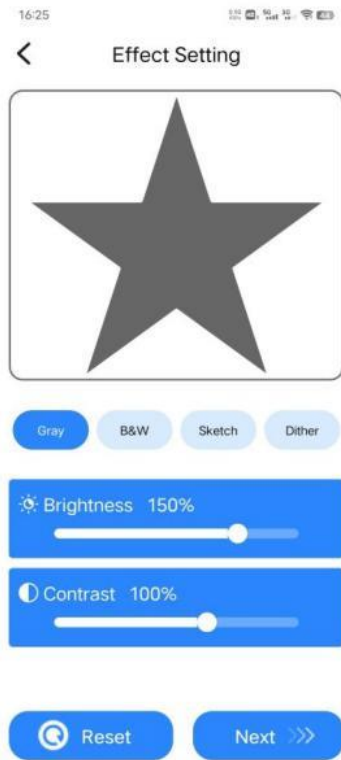 16:25
Effect Setting
Gray B&W Sketch Dither
Brightness 150%
Contrast 100%
Reset Next